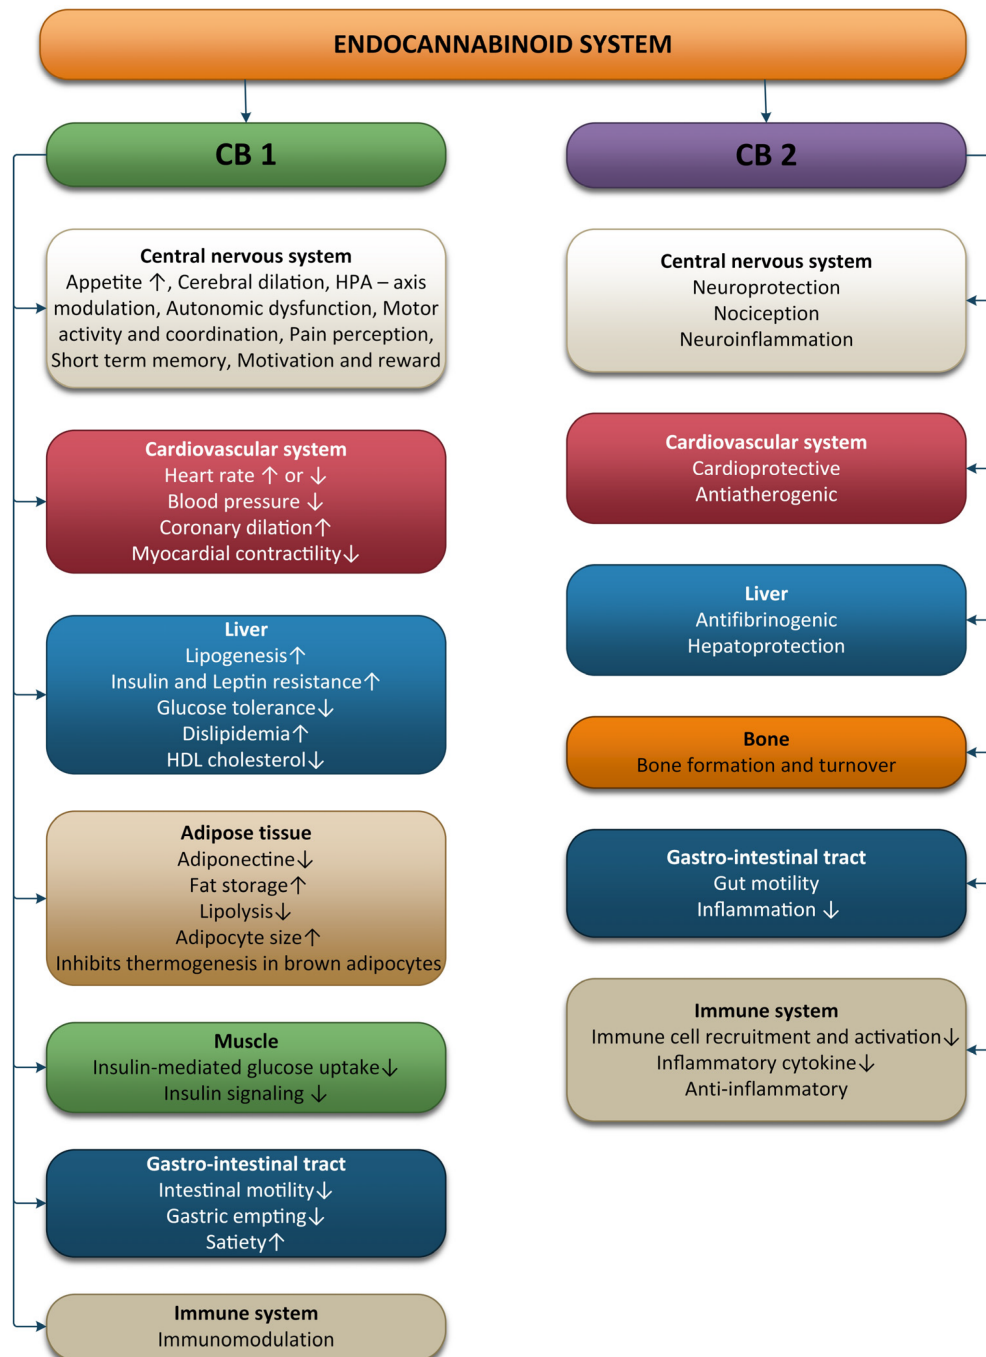 ENDOCANNABINOID SYSTEM
CB 1
Central nervous system
Appetite ↑, Cerebral dilation, HPA – axis
modulation, Autonomic dysfunction, Motor
activity and coordination, Pain perception,
Short term memory, Motivation and reward
Cardiovascular system
Heart rate ↑ or ↓
Blood pressure ↓
Coronary dilation↑
Myocardial contractility↓
Liver
Lipogenesis↑
Insulin and Leptin resistance↑
Glucose tolerance↓
Dislipidemia↑
HDL cholesterol↓
Adipose tissue
Adiponectine↓
Fat storage↑
Lipolysis↓
Adipocyte size↑
Inhibits thermogenesis in brown adipocytes
Muscle
Insulin-mediated glucose uptake↓
Insulin signaling ↓
Gastro-intestinal tract
Intestinal motility↓
Gastric empting↓
Satiety↑
Immune system
Immunomodulation
CB 2
Central nervous system
Neuroprotection
Nociception
Neuroinflammation
Cardiovascular system
Cardioprotective
Antiatherogenic
Liver
Antifibrinogenic
Hepatoprotection
Bone
Bone formation and turnover
Gastro-intestinal tract
Gut motility
Inflammation ↓
Immune system
Immune cell recruitment and activation↓
Inflammatory cytokine↓
Anti-inflammatory